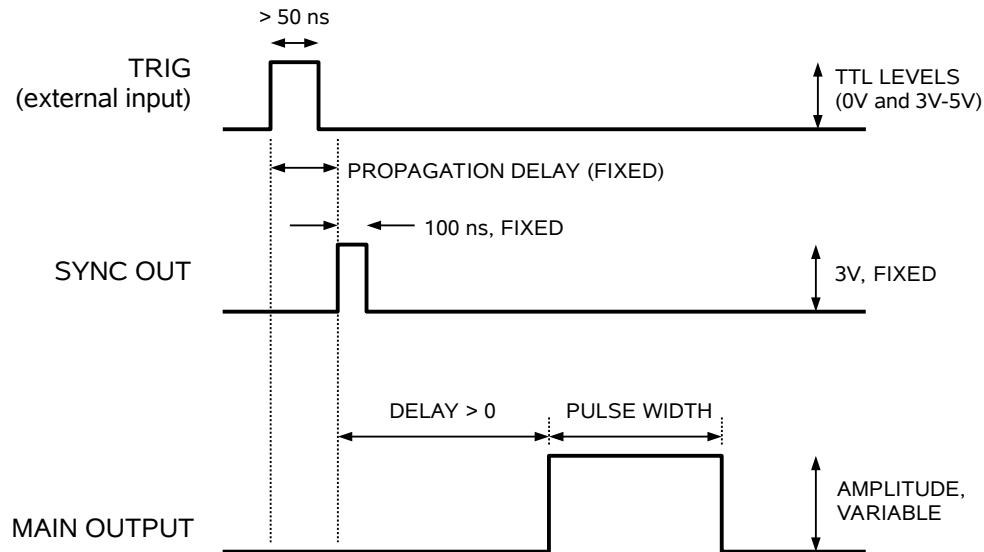 > 50 ns
TRIG
(external input)
TTL LEVELS
(0V and 3V-5V)
PROPAGATION DELAY (FIXED)
100 ns, FIXED
SYNC OUT
3V, FIXED
DELAY > 0
PULSE WIDTH
MAIN OUTPUT
AMPLITUDE,
VARIABLE